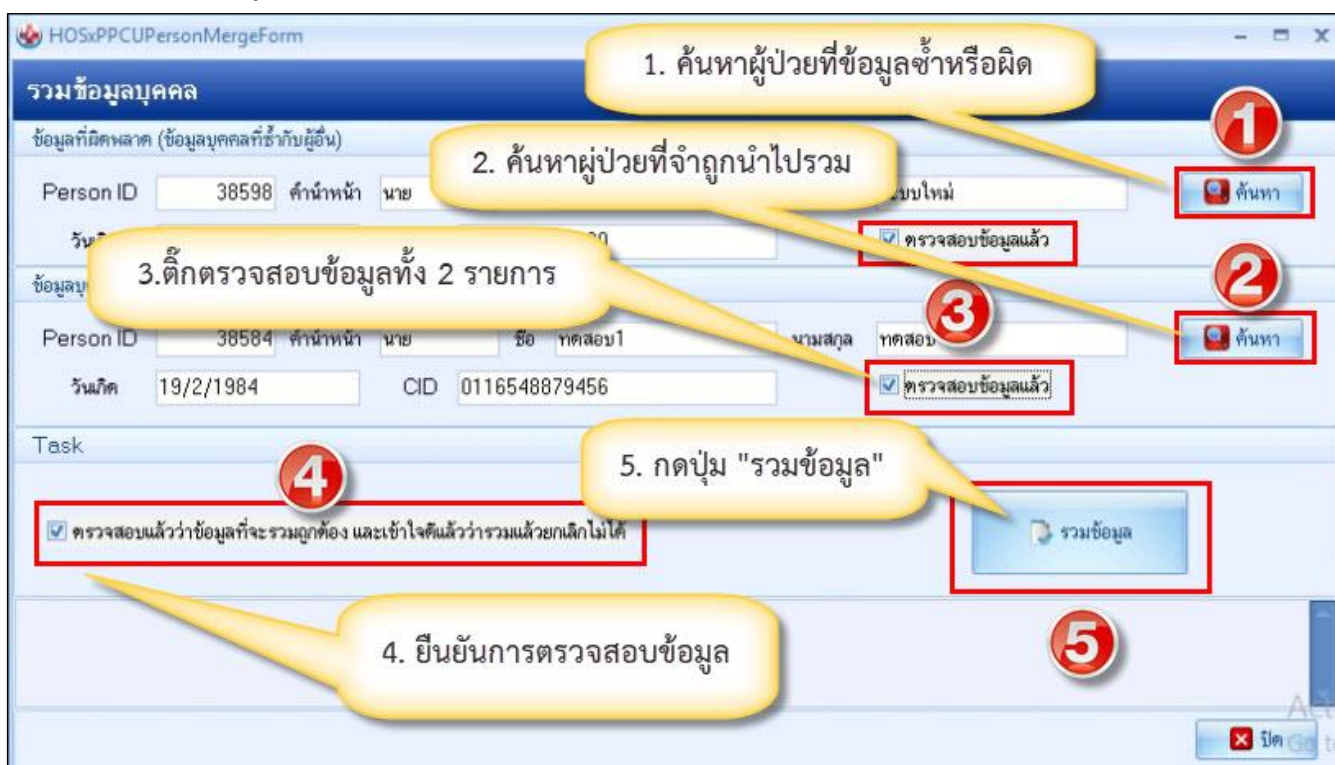 HOSxPPCUPersonMergeForm
1. ค้นหาผู้ป่วยที่ข้อมูลซ้ำหรือผิด
รวมข้อมูลบุคคล
1
ข้อมูลที่ผิดพลาด (ข้อมูลบุคคลที่ซ้ำกับผู้อื่น)
2. ค้นหาผู่ป่วยที่จำถูกนำไปรวม
Person ID 38598 คำนำหน้า นาย ค้นหา
ตรวจสอบข้อมูลแล้ว
3.ติ๊กตรวจสอบข้อมูลทั้ง 2 รายการ
2
3
Person ID 38584 คำนำหน้า นาย ชื่อ ทดสอบ1 นามสกุล ทดสอบ ค้นหา
วันเกิด 19/2/1984 CID 0116548879456 ตรวจสอบข้อมูลแล้ว
Task
5. กดปุ่ม "รวมข้อมูล"
4
ตรวจสอบแล้วว่าข้อมูลที่จะรวมถูกต้อง และเข้าใจดีแล้วว่ารวมแล้วยกเลิกไม่ได้ รวมข้อมูล
4. ยืนยันการตรวจสอบข้อมูล
5
ปิด